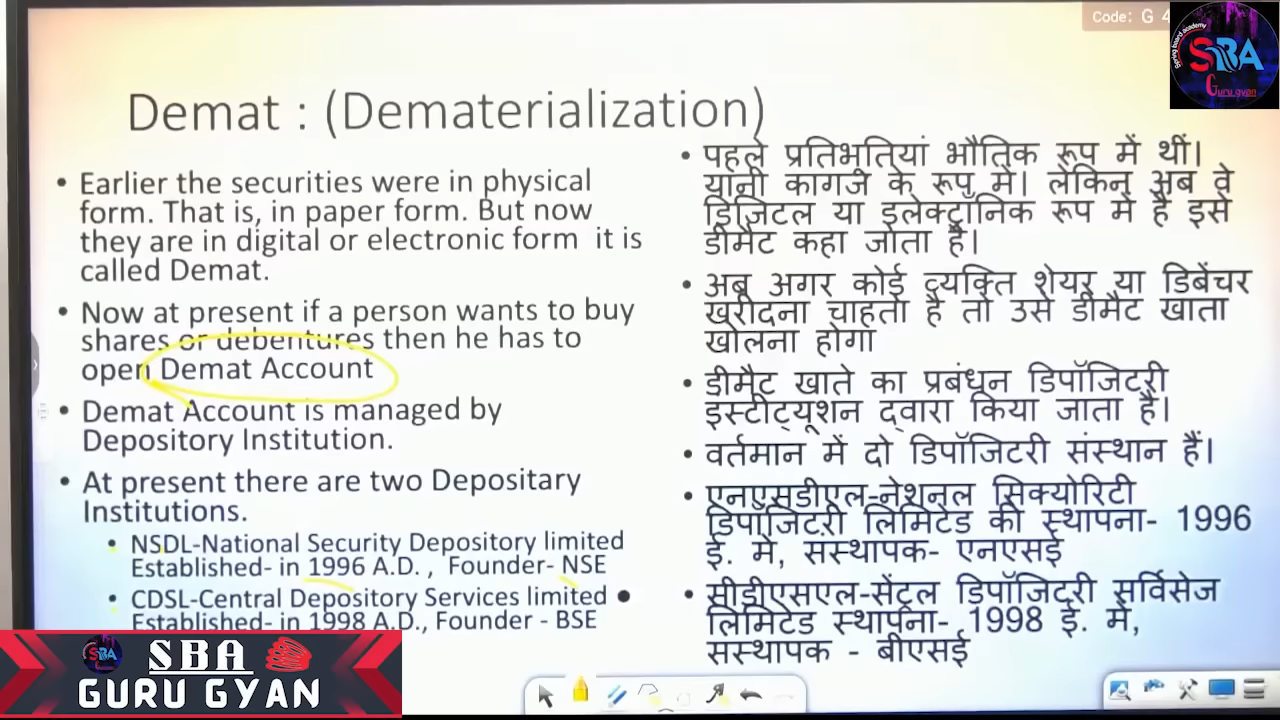 Code: G 4
SBA
Guru gyan
Demat : (Dematerialization)
• Earlier the securities were in physical
form. That is, in paper form. But now
they are in digital or electronic form it is
called Demat.
• Now at present if a person wants to buy
shares or debentures then he has to
open Demat Account
• Demat Account is managed by
Depository Institution.
• At present there are two Depositary
Institutions.
• NSDL-National Security Depository limited
Established- in 1996 A.D. , Founder- NSE
• CDSL-Central Depository Services limited
Established- in 1998 A.D., Founder - BSE
• पहले प्रतिभूतियां भौतिक रूप में थीं।
यानी कागज के रूप में। लेकिन अब वे
डिजिटल या इलेक्ट्रॉनिक रूप में हैं इसे
डीमैट कहा जाता है।
• अब अगर कोई व्यक्ति शेयर या डिबेंचर
खरीदना चाहता है तो उसे डीमैट खाता
खोलना होगा
• डीमैट खाते का प्रबंधन डिपॉजिटरी
इंस्टीट्यूशन द्वारा किया जाता है।
• वर्तमान में दो डिपॉजिटरी संस्थान हैं।
• एनएसडीएल-नेशनल सिक्योरिटी
डिपॉजिटरी लिमिटेड की स्थापना- 1996
ई. में, संस्थापक- एनएसई
• सीडीएसएल-सेंट्रल डिपॉजिटरी सर्विसेज
लिमिटेड स्थापना- 1998 ई. में,
संस्थापक - बीएसई
SBA
SBA
GURU GYAN